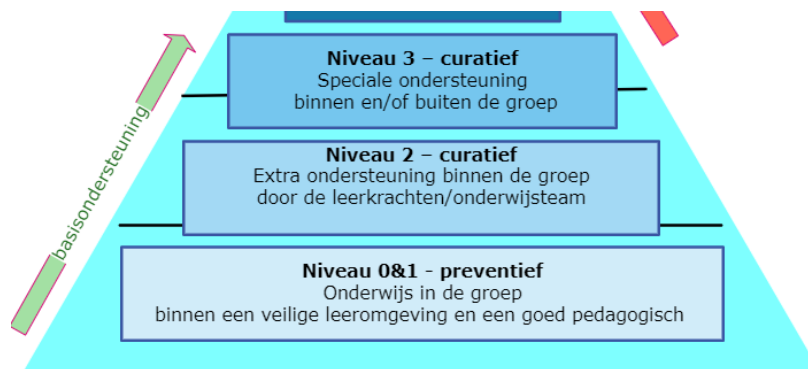 Niveau 3 – curatief
Speciale ondersteuning
binnen en/of buiten de groep
basisondersteuning
Niveau 2 – curatief
Extra ondersteuning binnen de groep
door de leerkrachten/onderwijsteam
Niveau 0&1 - preventief
Onderwijs in de groep
binnen een veilige leeromgeving en een goed pedagogisch